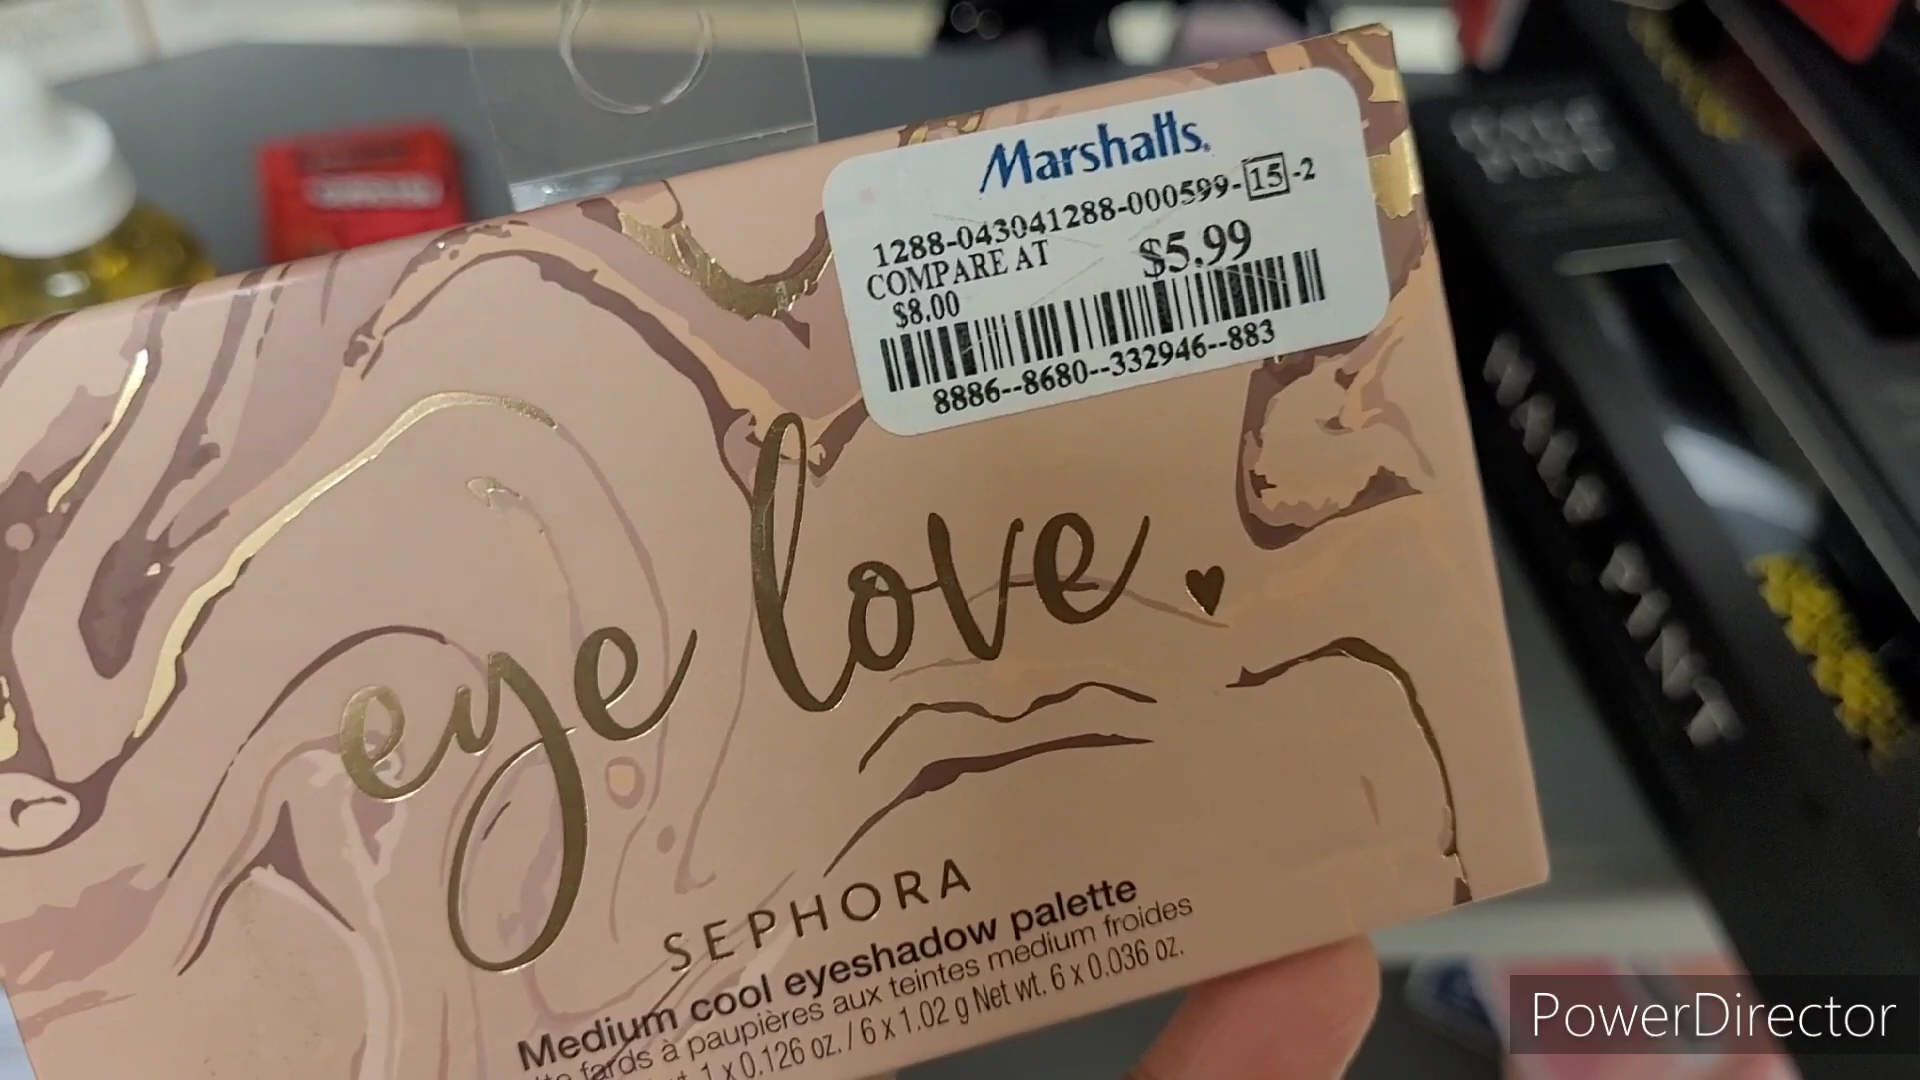 Marshalls.
1288-043041288-000599-15-2
COMPARE AT
$5.99
$8.00
8886--8680--332946--883
eye love
SEPHORA
Medium cool eyeshadow palette
fards à paupières aux teintes medium froides
1 x 0.126 oz. / 6 x 1.02 g Net wt. 6 x 0.036 oz.
HALF PINT
PowerDirector